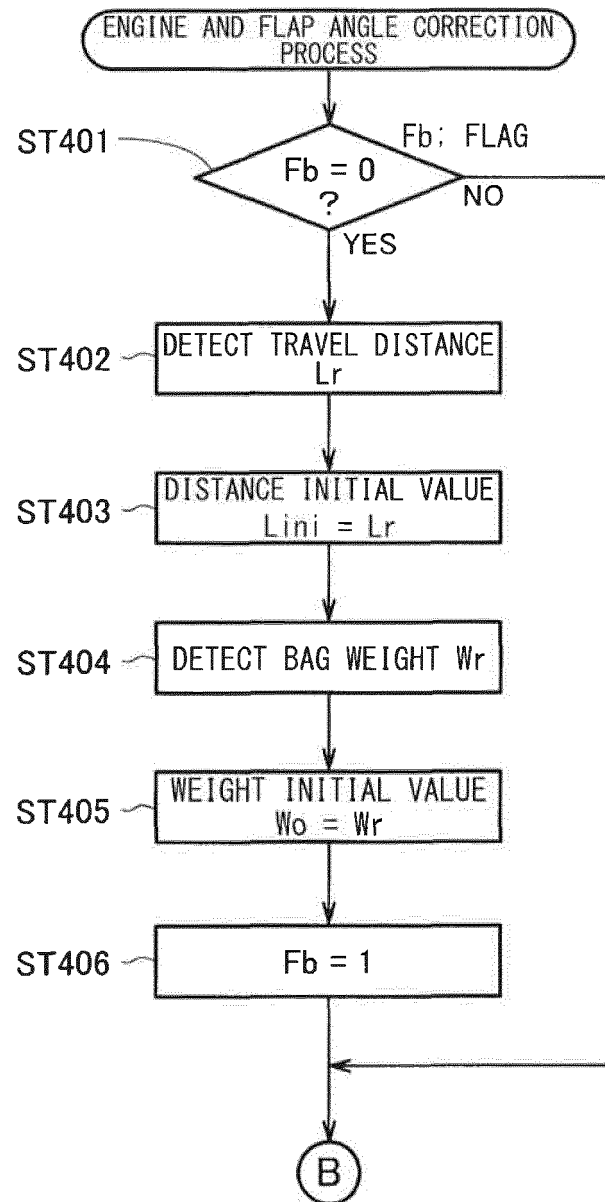 ENGINE AND FLAP ANGLE CORRECTION
PROCESS
ST401
Fb; FLAG
Fb = 0
?
NO
YES
ST402
DETECT TRAVEL DISTANCE
Lr
ST403
DISTANCE INITIAL VALUE
Lini = Lr
ST404
DETECT BAG WEIGHT Wr
ST405
WEIGHT INITIAL VALUE
Wo = Wr
ST406
Fb = 1
B